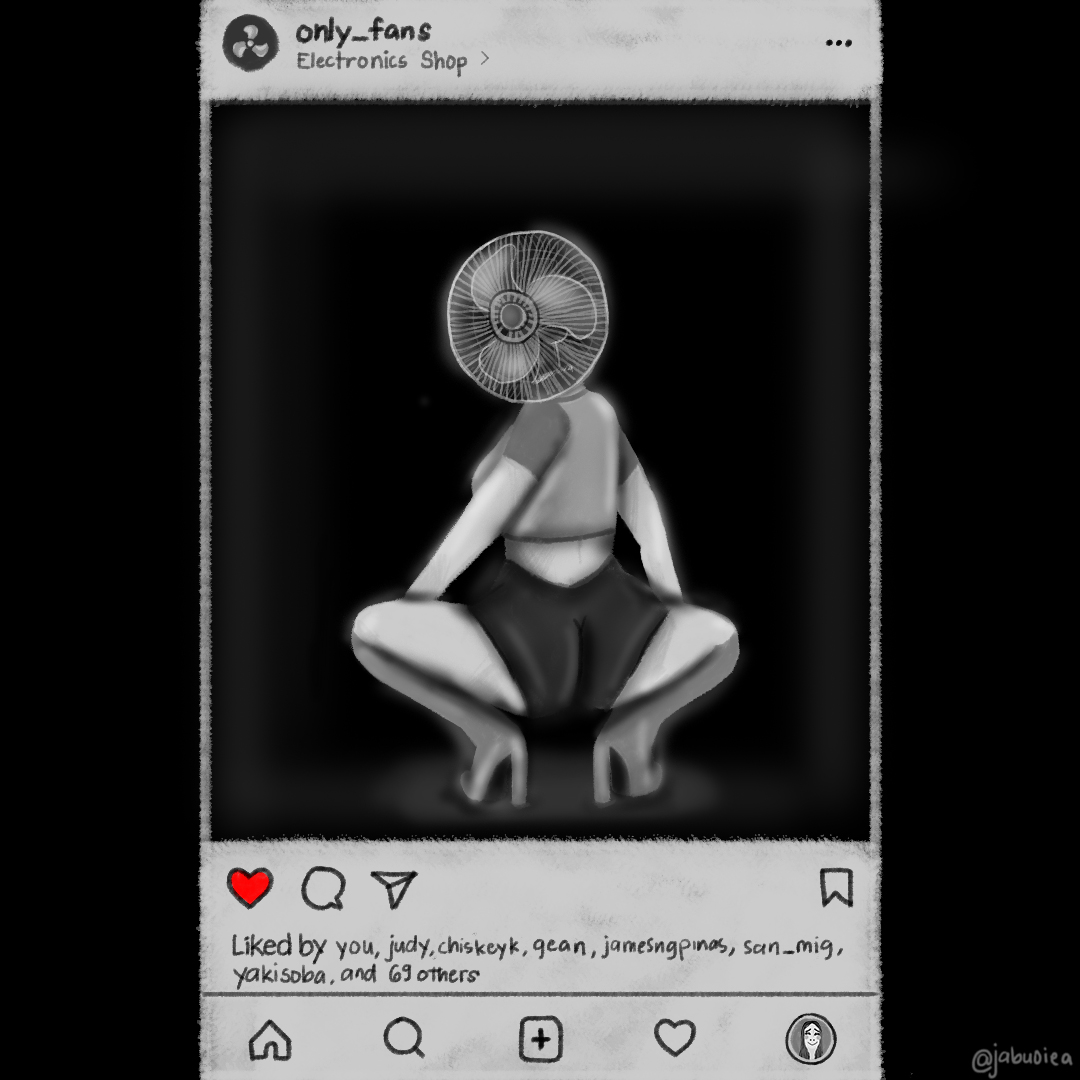 only_fans
Electronics Shop >
Liked by you, judy, chiskeyk, gean, jamesngpinas, san_mig,
yakisoba, and 69 others
@jabudiea